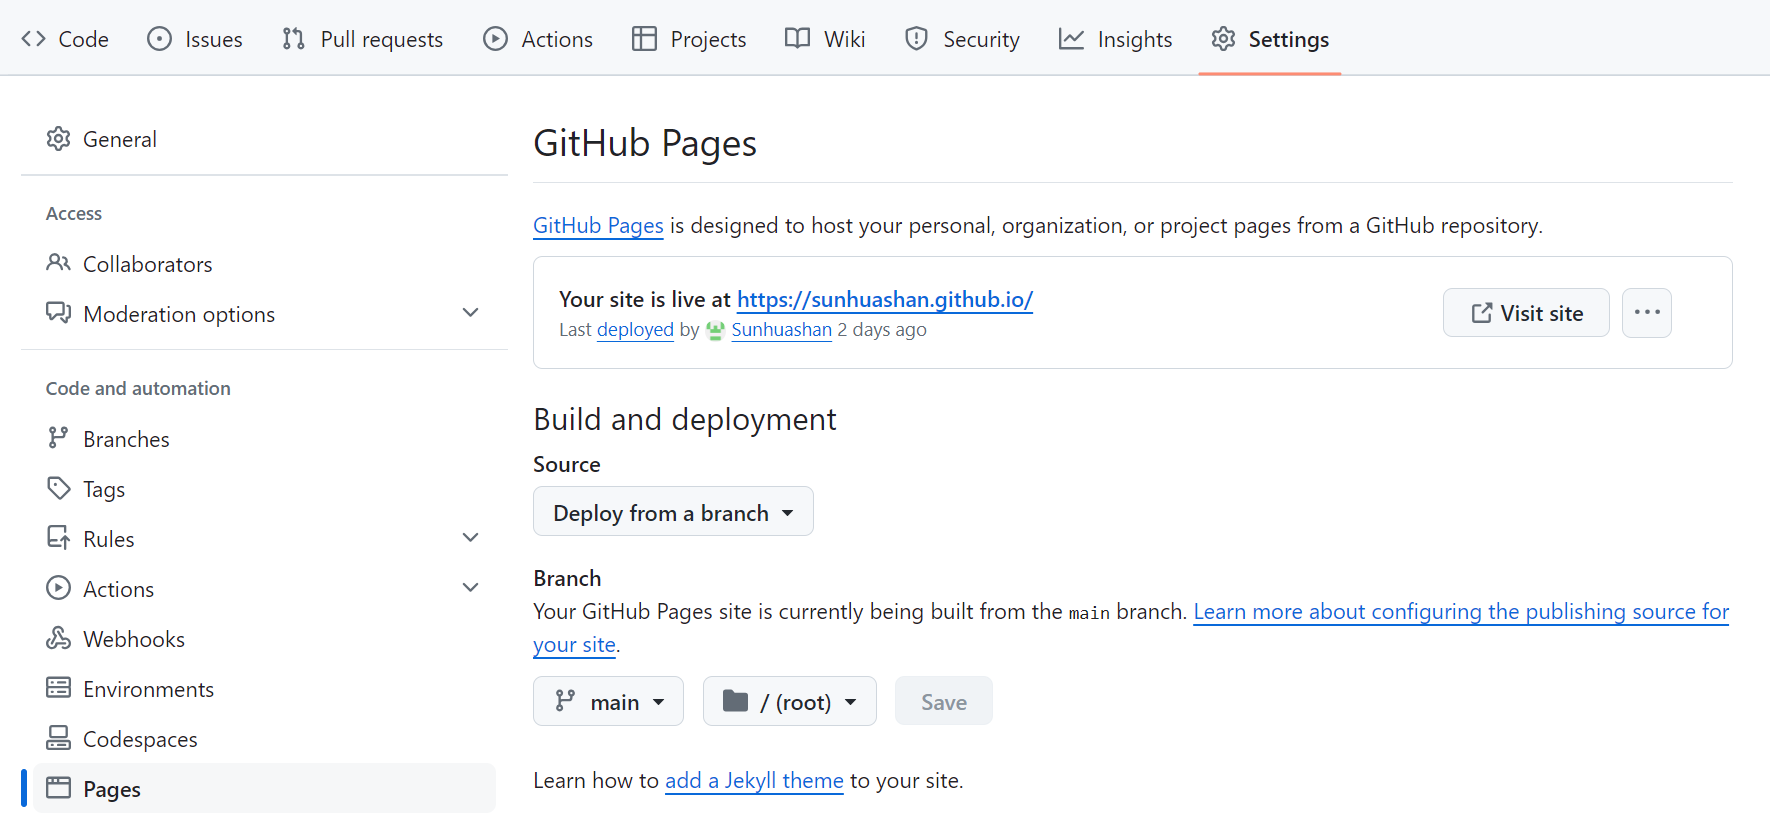 Code Issues Pull requests Actions Projects Wiki Security Insights Settings
General
Access
Collaborators
Moderation options
Code and automation
Branches
Tags
Rules
Actions
Webhooks
Environments
Codespaces
Pages
GitHub Pages
GitHub Pages is designed to host your personal, organization, or project pages from a GitHub repository.
Your site is live at https://sunhuashan.github.io/
Last deployed by Sunhuashan 2 days ago
Visit site
Build and deployment
Source
Deploy from a branch
Branch
Your GitHub Pages site is currently being built from the main branch. Learn more about configuring the publishing source for
your site.
main / (root) Save
Learn how to add a Jekyll theme to your site.